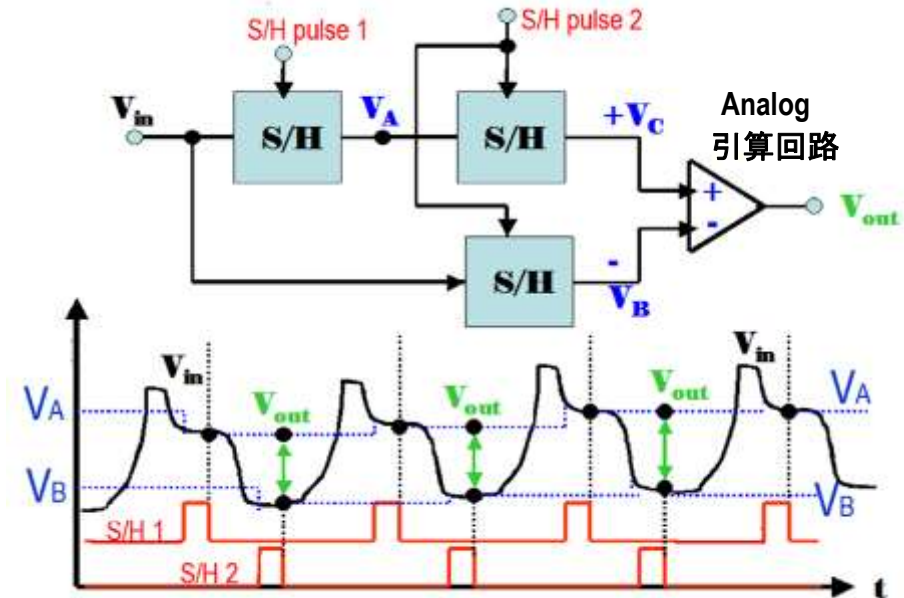 S/H pulse 1
S/H pulse 2
Vin
S/H
VA
S/H
+VC
Analog
引算回路
+
-
Vout
S/H
-
VB
Vin
Vin
VA
Vout
Vout
Vout
VA
VB
VB
S/H 1
S/H 2
t